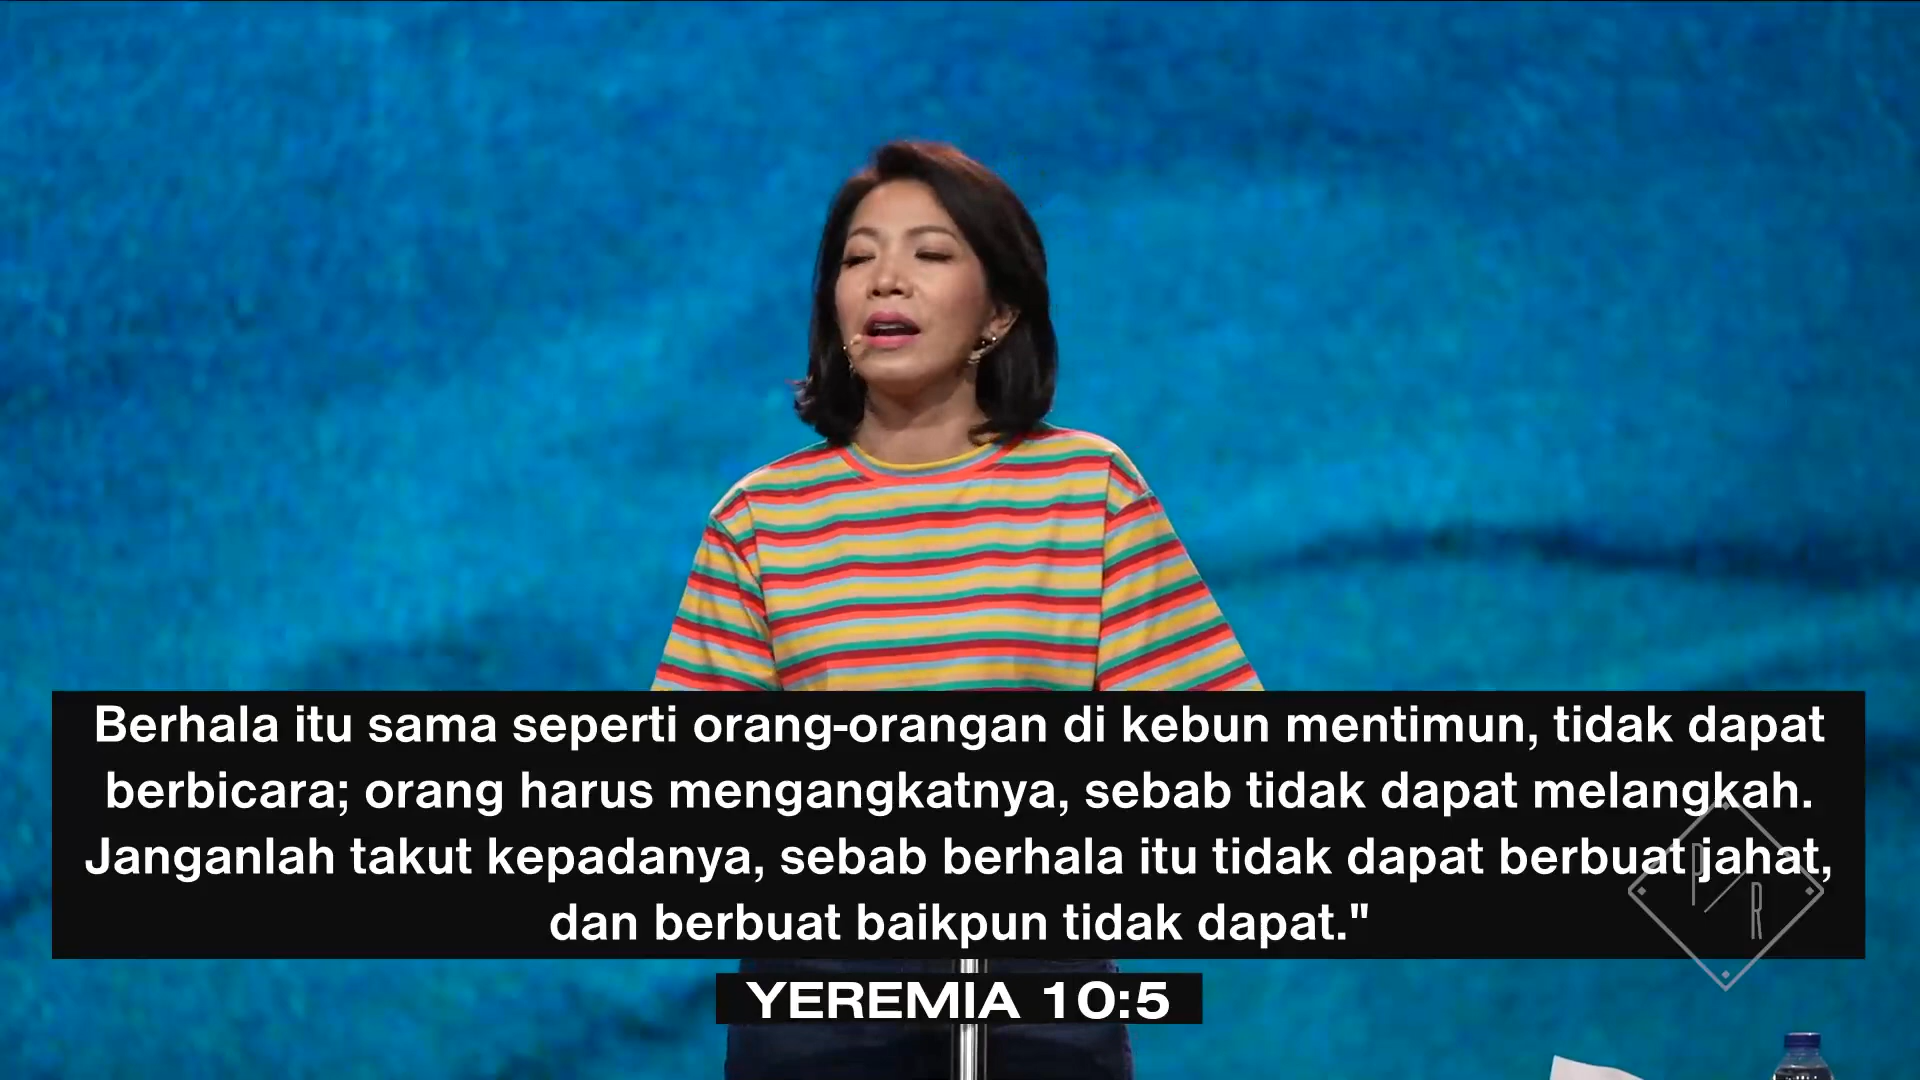 Berhala itu sama seperti orang-orangan di kebun mentimun, tidak dapat
berbicara; orang harus mengangkatnya, sebab tidak dapat melangkah.
Janganlah takut kepadanya, sebab berhala itu tidak dapat berbuat jahat,
dan berbuat baikpun tidak dapat."
P/R
YEREMIA 10:5